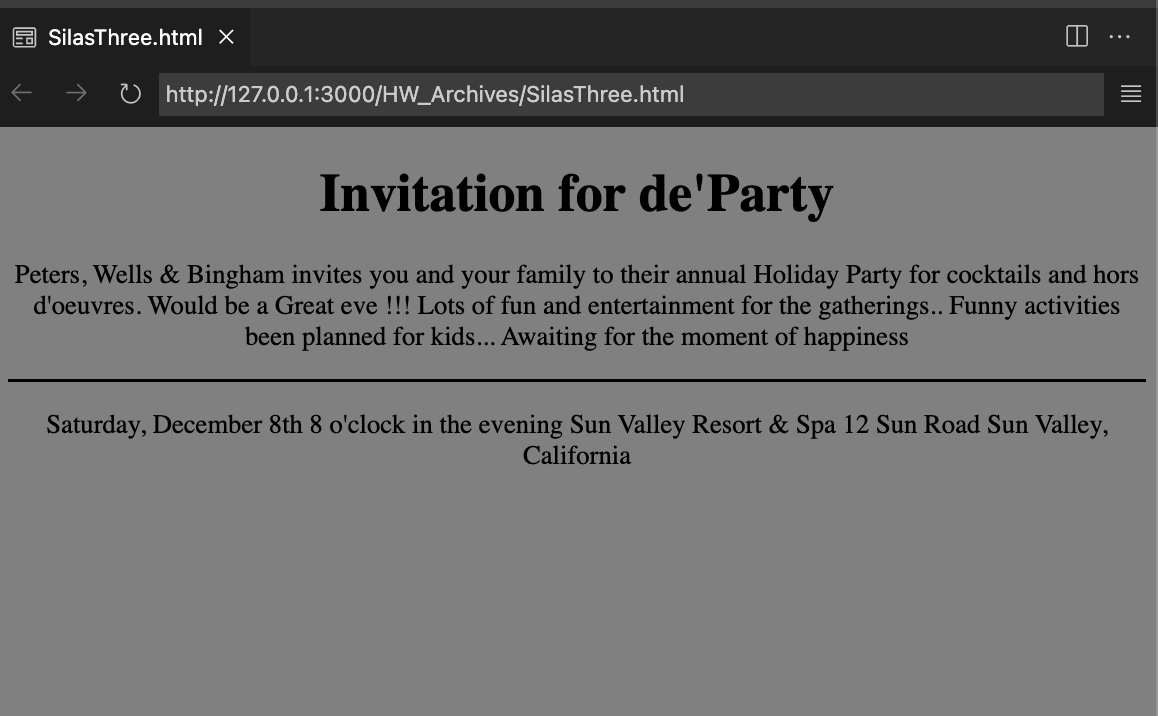 SilasThree.html
http://127.0.0.1:3000/HW_Archives/SilasThree.html
Invitation for de'Party
Peters, Wells & Bingham invites you and your family to their annual Holiday Party for cocktails and hors
d'oeuvres. Would be a Great eve !!! Lots of fun and entertainment for the gatherings.. Funny activities
been planned for kids... Awaiting for the moment of happiness
Saturday, December 8th 8 o'clock in the evening Sun Valley Resort & Spa 12 Sun Road Sun Valley,
California